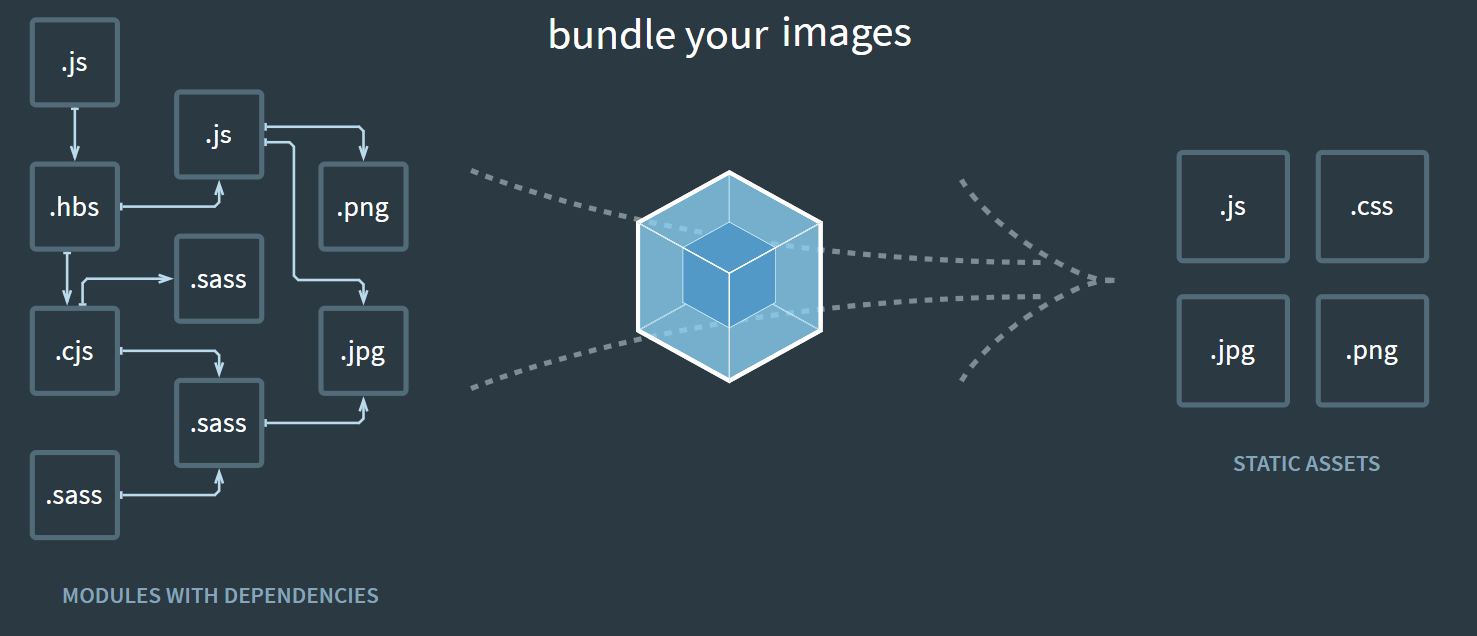 bundle your images
.js
.js
.hbs
.png
.sass
.cjs
.jpg
.sass
.sass
MODULES WITH DEPENDENCIES
.js
.css
.jpg
.png
STATIC ASSETS